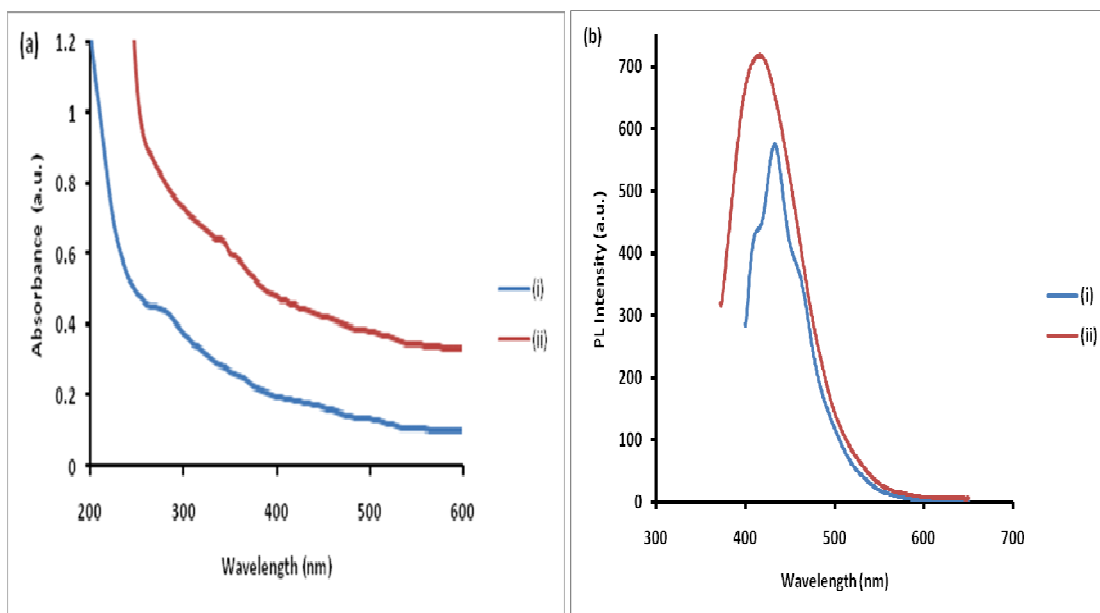 (a)
1.2
1
0.8
0.6
0.4
0.2
0
Absorbance (a.u.)
200 300 400 500 600
Wavelength (nm)
(i)
(ii)
(b)
700
600
500
400
300
200
100
0
PL Intensity (a.u.)
300 400 500 600 700
Wavelength (nm)
(i)
(ii)